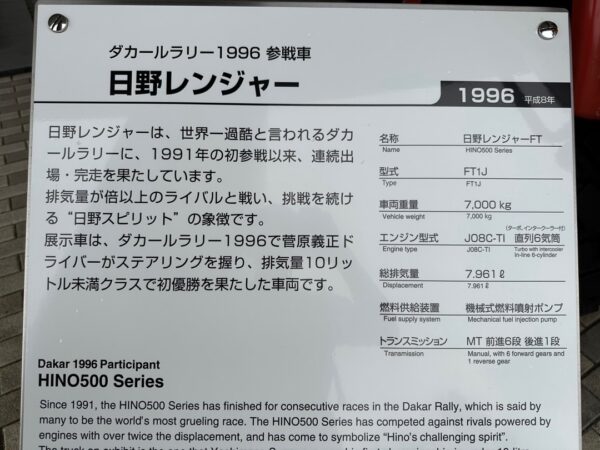 ダカールラリー1996 参戦車
日野レンジャー
1996 平成8年
日野レンジャーは、世界一過酷と言われるダカ
ールラリーに、1991年の初参戦以来、連続出
場・完走を果たしています。
排気量が倍以上のライバルと戦い、挑戦を続け
る“日野スピリット”の象徴です。
展示車は、ダカールラリー1996で菅原義正ド
ライバーがステアリングを握り、排気量10リッ
トル未満クラスで初優勝を果たした車両です。
名称 日野レンジャーFT
Name HINO500 Series
型式 FT1J
Type FT1J
車両重量 7,000 kg
Vehicle weight 7,000 kg
(ターボ、インタークーラー付)
エンジン型式 J08C-TI 直列6気筒
Engine type J08C-TI Turbo with intercooler
In-line 6-cylinder
総排気量 7.961ℓ
Displacement 7.961ℓ
燃料供給装置 機械式燃料噴射ポンプ
Fuel supply system Mechanical fuel injection pump
トランスミッション MT 前進6段 後進1段
Transmission Manual, with 6 forward gears and
1 reverse gear
Dakar 1996 Participant
HINO500 Series
Since 1991, the HINO500 Series has finished for consecutive races in the Dakar Rally, which is said by
many to be the world's most grueling race. The HINO500 Series has competed against rivals powered by
engines with over twice the displacement, and has come to symbolize “Hino's challenging spirit”.